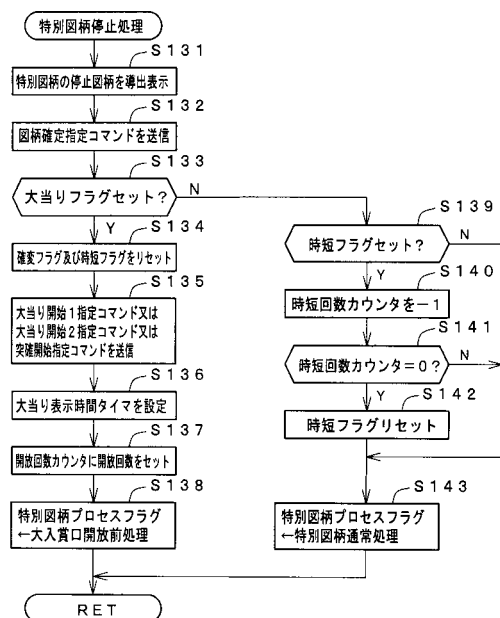 特別図柄停止処理
S131
特別図柄の停止図柄を導出表示
S132
図柄確定指定コマンドを送信
S133
大当りフラグセット？
N
Y
S134
確変フラグ及び時短フラグをリセット
S135
大当り開始1指定コマンド又は
大当り開始2指定コマンド又は
突確開始指定コマンドを送信
S136
大当り表示時間タイマを設定
S137
開放回数カウンタに開放回数をセット
S138
特別図柄プロセスフラグ
←大入賞口開放前処理
S139
時短フラグセット？
N
Y
S140
時短回数カウンタを－1
S141
時短回数カウンタ＝0？
N
Y
S142
時短フラグリセット
S143
特別図柄プロセスフラグ
←特別図柄通常処理
RET